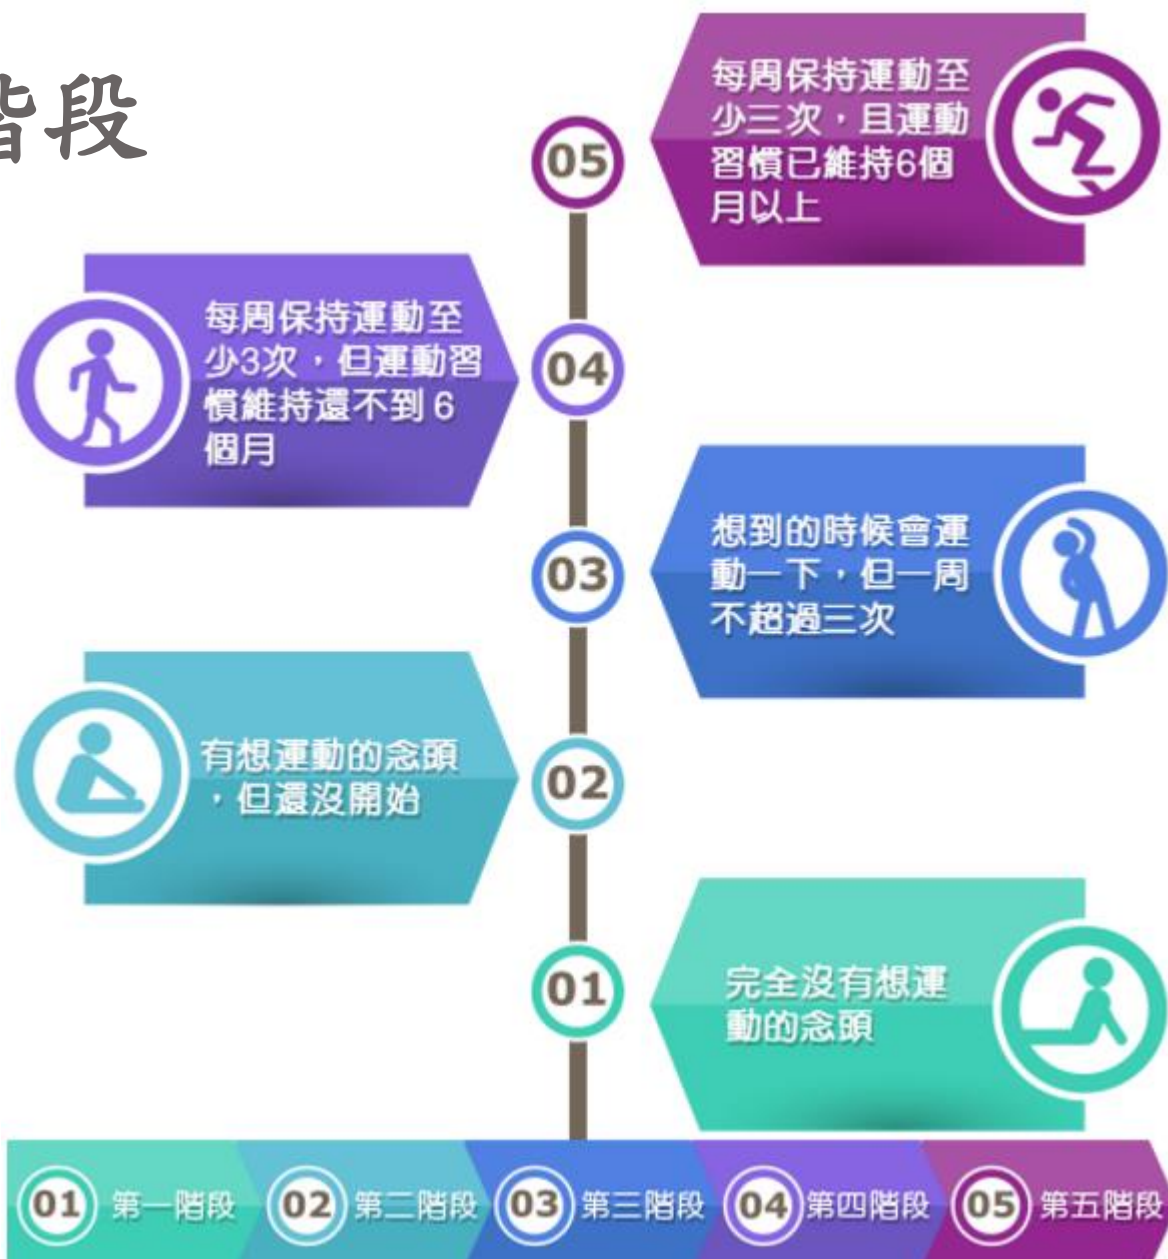 階段
05
每周保持運動至
少三次，且運動
習慣已維持6個
月以上
每周保持運動至
少3次，但運動習
慣維持還不到6
個月
04
03
想到的時候會運
動一下，但一周
不超過三次
有想運動的念頭
，但還沒開始
02
01
完全沒有想運
動的念頭
01 第一階段 02 第二階段 03 第三階段 04 第四階段 05 第五階段